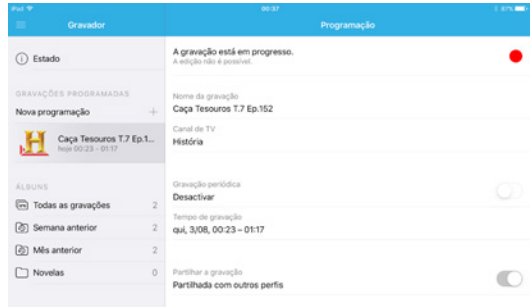 iPad
00:37
87%
Gravador
Programação
Estado
GRAVAÇÕES PROGRAMADAS
Nova programação
H
Caça Tesouros T.7 Ep.1...
hoje 00:23 - 01:17
ÁLBUNS
Todas as gravações 2
Semana anterior 2
Mês anterior 2
Novelas 0
A gravação está em progresso.
A edição não é possível.
Nome da gravação
Caça Tesouros T.7 Ep.152
Canal de TV
História
Gravação periódica
Desactivar
Tempo de gravação
qui, 3/08, 00:23 – 01:17
Partilhar a gravação
Partilhada com outros perfis